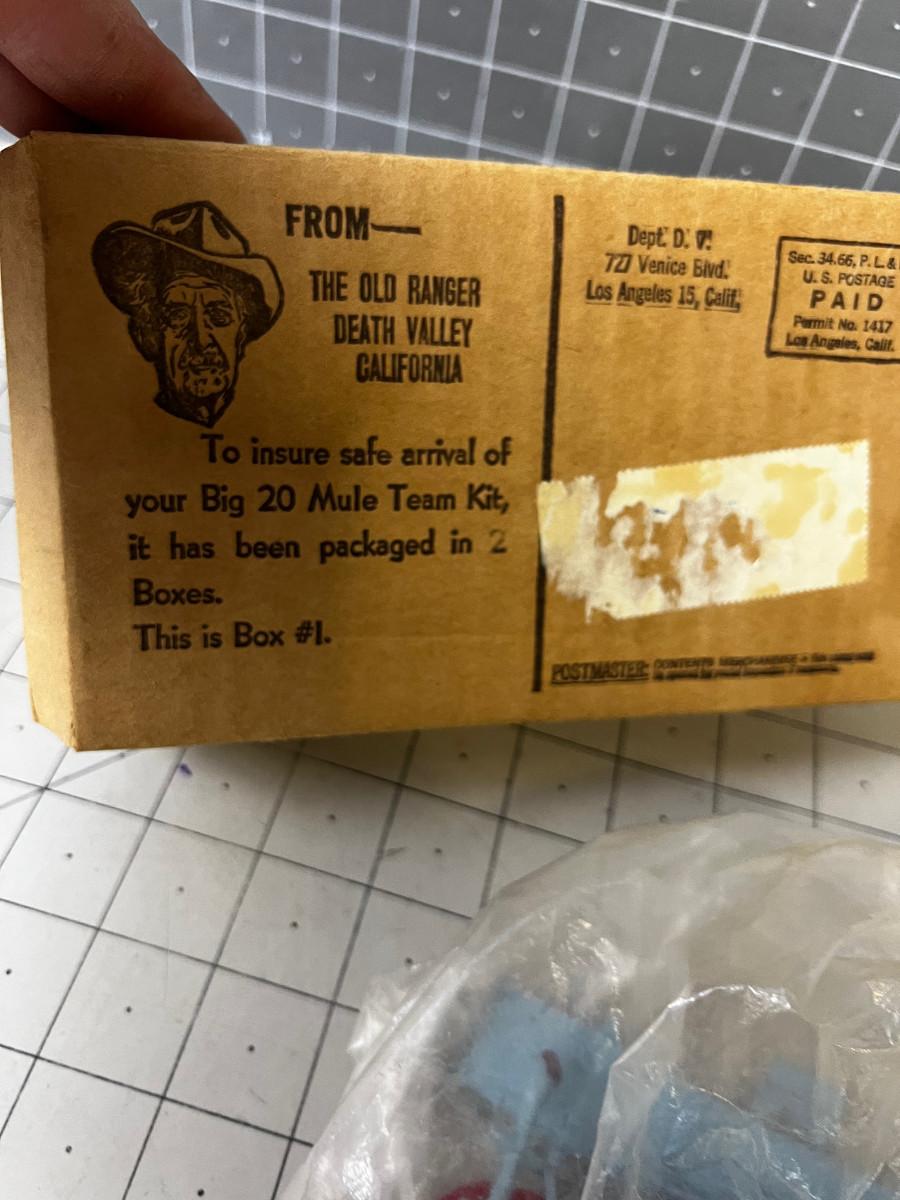 FROM—
THE OLD RANGER
DEATH VALLEY
CALIFORNIA
To insure safe arrival of
your Big 20 Mule Team Kit,
it has been packaged in 2
Boxes.
This is Box #1.
Dept. D. V.
727 Venice Blvd.
Los Angeles 15, Calif.
Sec. 34.66, P. L. &
U. S. POSTAGE
PAID
Permit No. 1417
Los Angeles, Calif.
POSTMASTER: CONTENTS MERCHANDISE